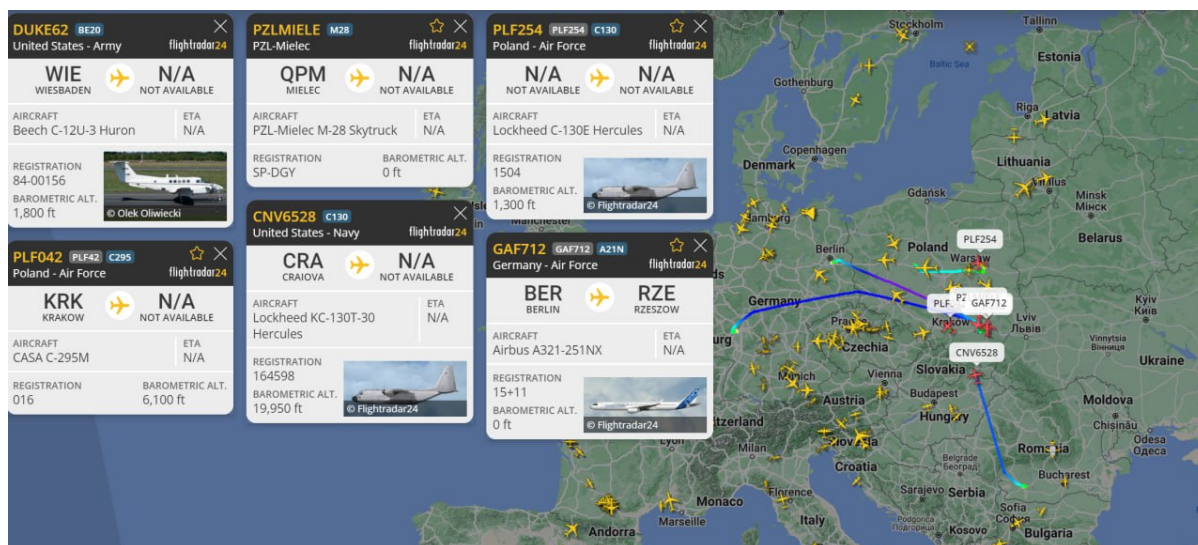 DUKE62 BE20
United States - Army flightradar24
WIE N/A
WIESBADEN NOT AVAILABLE
AIRCRAFT ETA
Beech C-12U-3 Huron N/A
REGISTRATION
84-00156
BAROMETRIC ALT.
1,800 ft
© Olek Oliwiecki
PZLMIELE M28
PZL-Mielec flightradar24
QPM N/A
MIELEC NOT AVAILABLE
AIRCRAFT ETA
PZL-Mielec M-28 Skytruck N/A
REGISTRATION BAROMETRIC ALT.
SP-DGY 0 ft
PLF254 PLF254 C130
Poland - Air Force flightradar24
N/A N/A
NOT AVAILABLE NOT AVAILABLE
AIRCRAFT ETA
Lockheed C-130E Hercules N/A
REGISTRATION
1504
BAROMETRIC ALT.
1,300 ft
© Flightradar24
PLF042 PLF42 C295
Poland - Air Force flightradar24
KRK N/A
KRAKOW NOT AVAILABLE
AIRCRAFT ETA
CASA C-295M N/A
REGISTRATION BAROMETRIC ALT.
016 6,100 ft
CNV6528 C130
United States - Navy flightradar24
CRA N/A
CRAIOVA NOT AVAILABLE
AIRCRAFT ETA
Lockheed KC-130T-30 N/A
Hercules
REGISTRATION
164598
BAROMETRIC ALT.
19,950 ft
© Flightradar24
GAF712 GAF712 A21N
Germany - Air Force flightradar24
BER RZE
BERLIN RZESZOW
AIRCRAFT ETA
Airbus A321-251NX N/A
REGISTRATION
15+11
BAROMETRIC ALT.
0 ft
© Flightradar24
Stockholm
Tallinn
Baltic Sea
Estonia
Gothenburg
Riga
Latvia
Copenhagen
Denmark
Lithuania
Vilnius
Gdańsk
Minsk
Мінск
Hamburg
Belarus
Berlin
Poland
PLF254
Warsaw
Germany
GAF712
Kyiv
Київ
Krakow
Lviv
Львів
Czechia
Vinnytsia
Вінниця
Ukraine
CNV6528
Slovakia
Munich
Vienna
Budapest
Moldova
Austria
Hungary
Chișinău
Odesa
Одеса
Lyon
Milan
Croatia
Romania
Belgrade
Београд
Bucharest
Sarajevo
Serbia
Monaco
Florence
Marseille
Andorra
Italy
Podgorica
Подгорица
Kosovo
Sofia
Bulgaria